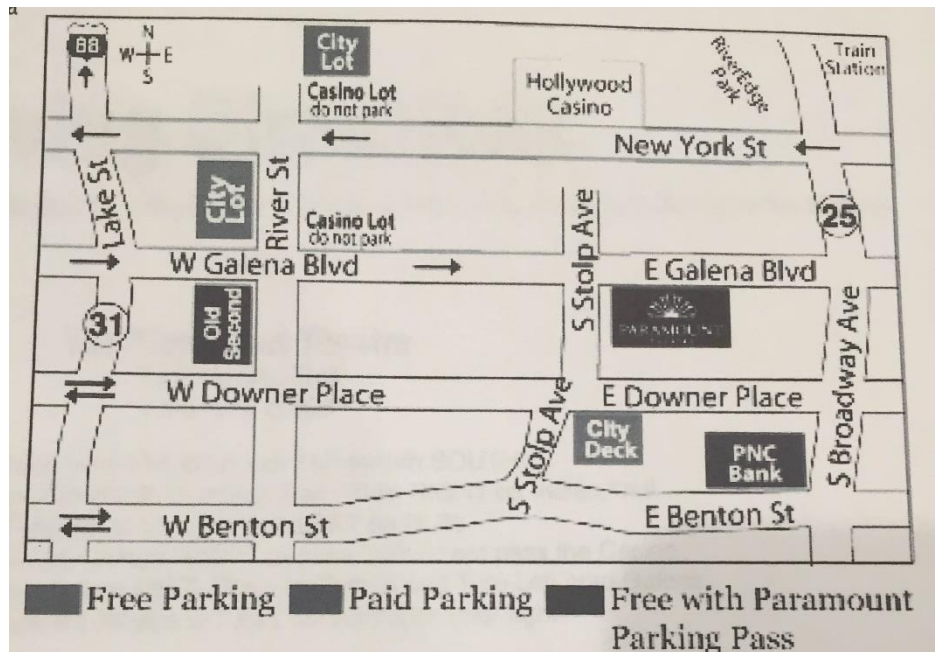 88
N
W E
S
City
Lot
Casino Lot
do not park
Hollywood
Casino
RiverEdge
Park
Train
Station
New York St
Lake St
City
Lot
River St
Casino Lot
do not park
S Stolp Ave
25
W Galena Blvd
E Galena Blvd
31
Old
Second
PARAMOUNT
S Broadway Ave
W Downer Place
E Downer Place
S Stolp Ave
City
Deck
PNC
Bank
W Benton St
E Benton St
Free Parking
Paid Parking
Free with Paramount
Parking Pass